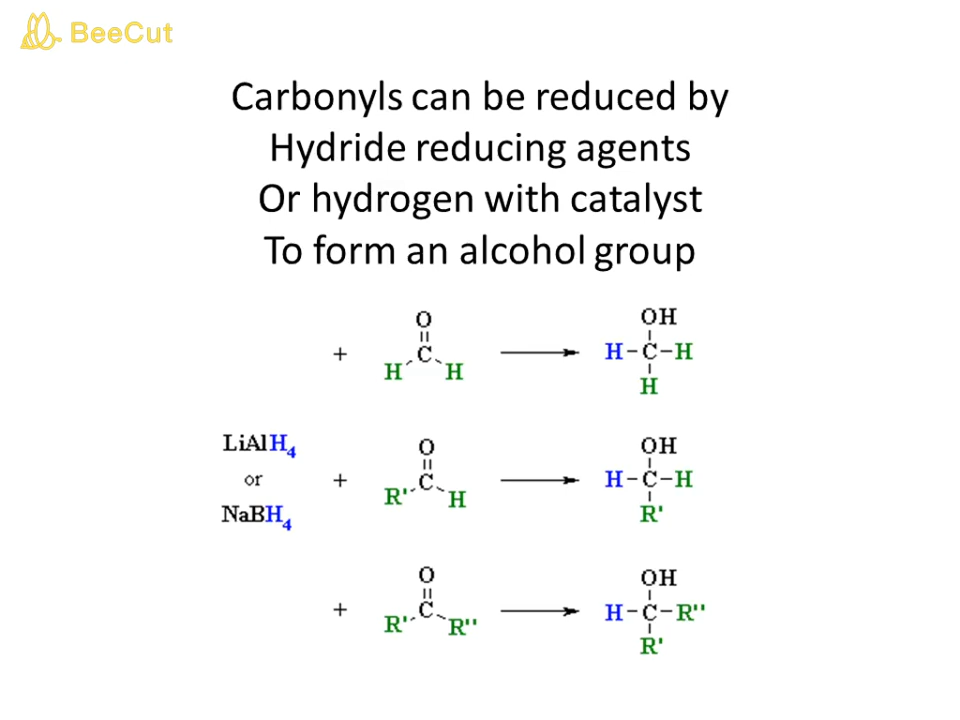 BeeCut
Carbonyls can be reduced by
Hydride reducing agents
Or hydrogen with catalyst
To form an alcohol group
O
OH
+
C
H-C-H
H
H
H
LiAlH4
O
OH
or
+
C
H-C-H
NaBH4
R'
H
R'
O
OH
+
C
H-C-R''
R'
R''
R'